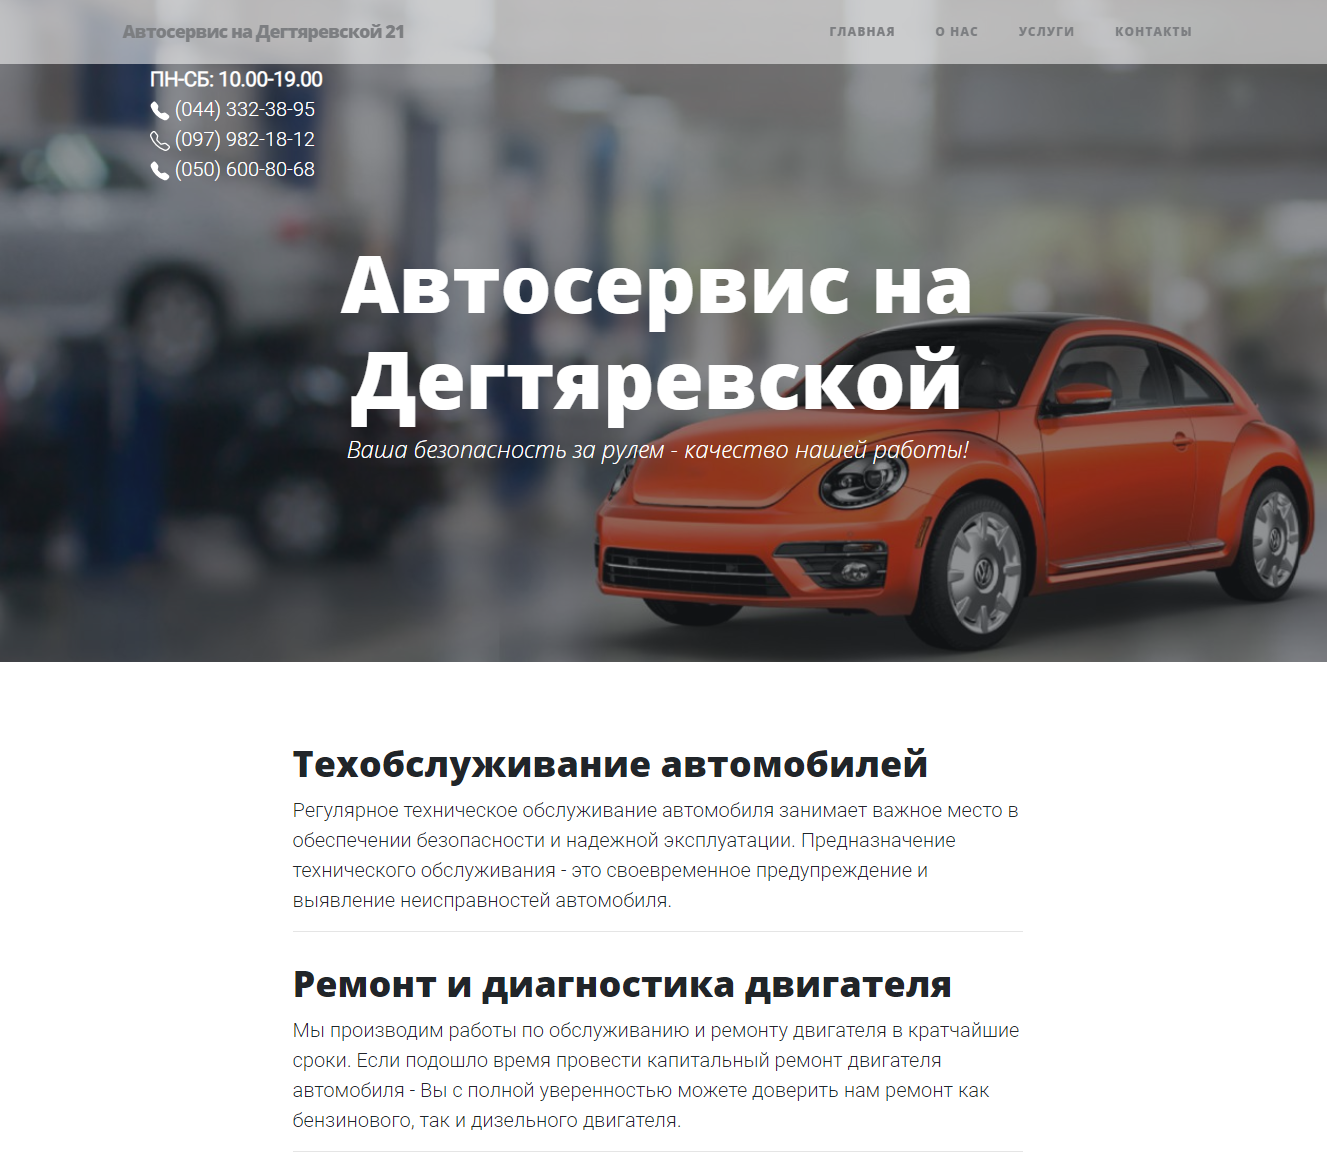 Автосервис на Дегтяревской 21
ГЛАВНАЯ О НАС УСЛУГИ КОНТАКТЫ
ПН-СБ: 10.00-19.00
(044) 332-38-95
(097) 982-18-12
(050) 600-80-68
Автосервис на
Дегтяревской
Ваша безопасность за рулем - качество нашей работы!
Техобслуживание автомобилей
Регулярное техническое обслуживание автомобиля занимает важное место в
обеспечении безопасности и надежной эксплуатации. Предназначение
технического обслуживания - это своевременное предупреждение и
выявление неисправностей автомобиля.
Ремонт и диагностика двигателя
Мы производим работы по обслуживанию и ремонту двигателя в кратчайшие
сроки. Если подошло время провести капитальный ремонт двигателя
автомобиля - Вы с полной уверенностью можете доверить нам ремонт как
бензинового, так и дизельного двигателя.